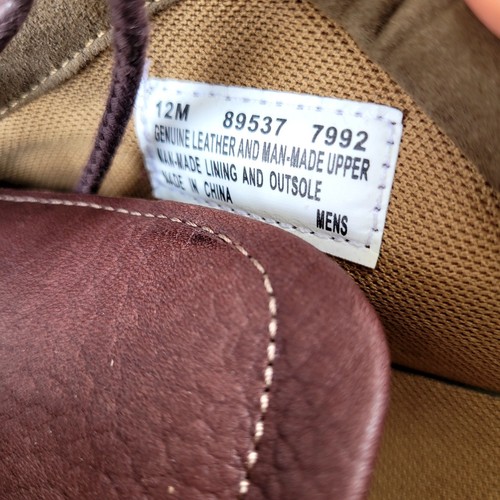 12M 89537 7992
GENUINE LEATHER AND MAN-MADE UPPER
MAN-MADE LINING AND OUTSOLE
MADE IN CHINA
MENS